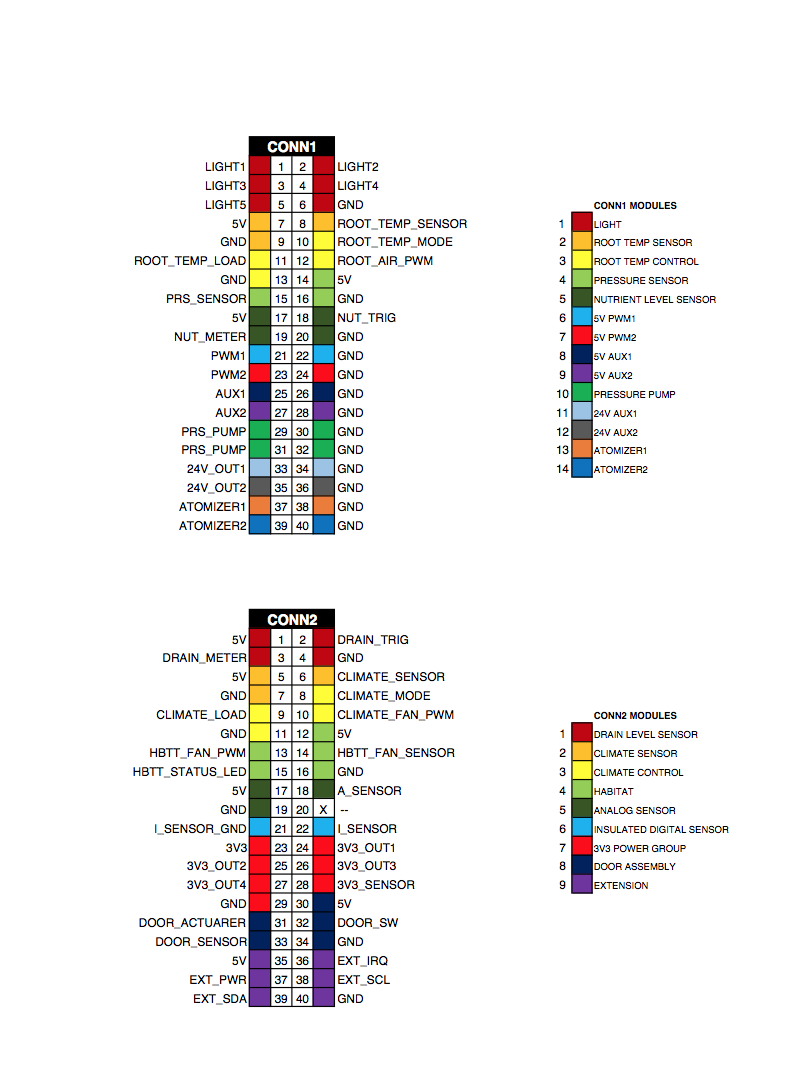 CONN1
LIGHT1 1 2 LIGHT2
LIGHT3 3 4 LIGHT4
LIGHT5 5 6 GND
5V 7 8 ROOT_TEMP_SENSOR
GND 9 10 ROOT_TEMP_MODE
ROOT_TEMP_LOAD 11 12 ROOT_AIR_PWM
GND 13 14 5V
PRS_SENSOR 15 16 GND
5V 17 18 NUT_TRIG
NUT_METER 19 20 GND
PWM1 21 22 GND
PWM2 23 24 GND
AUX1 25 26 GND
AUX2 27 28 GND
PRS_PUMP 29 30 GND
PRS_PUMP 31 32 GND
24V_OUT1 33 34 GND
24V_OUT2 35 36 GND
ATOMIZER1 37 38 GND
ATOMIZER2 39 40 GND
CONN1 MODULES
1 LIGHT
2 ROOT TEMP SENSOR
3 ROOT TEMP CONTROL
4 PRESSURE SENSOR
5 NUTRIENT LEVEL SENSOR
6 5V PWM1
7 5V PWM2
8 5V AUX1
9 5V AUX2
10 PRESSURE PUMP
11 24V AUX1
12 24V AUX2
13 ATOMIZER1
14 ATOMIZER2
CONN2
5V 1 2 DRAIN_TRIG
DRAIN_METER 3 4 GND
5V 5 6 CLIMATE_SENSOR
GND 7 8 CLIMATE_MODE
CLIMATE_LOAD 9 10 CLIMATE_FAN_PWM
GND 11 12 5V
HBTT_FAN_PWM 13 14 HBTT_FAN_SENSOR
HBTT_STATUS_LED 15 16 GND
5V 17 18 A_SENSOR
GND 19 20 X --
I_SENSOR_GND 21 22 I_SENSOR
3V3 23 24 3V3_OUT1
3V3_OUT2 25 26 3V3_OUT3
3V3_OUT4 27 28 3V3_SENSOR
GND 29 30 5V
DOOR_ACTUARER 31 32 DOOR_SW
DOOR_SENSOR 33 34 GND
5V 35 36 EXT_IRQ
EXT_PWR 37 38 EXT_SCL
EXT_SDA 39 40 GND
CONN2 MODULES
1 DRAIN LEVEL SENSOR
2 CLIMATE SENSOR
3 CLIMATE CONTROL
4 HABITAT
5 ANALOG SENSOR
6 INSULATED DIGITAL SENSOR
7 3V3 POWER GROUP
8 DOOR ASSEMBLY
9 EXTENSION